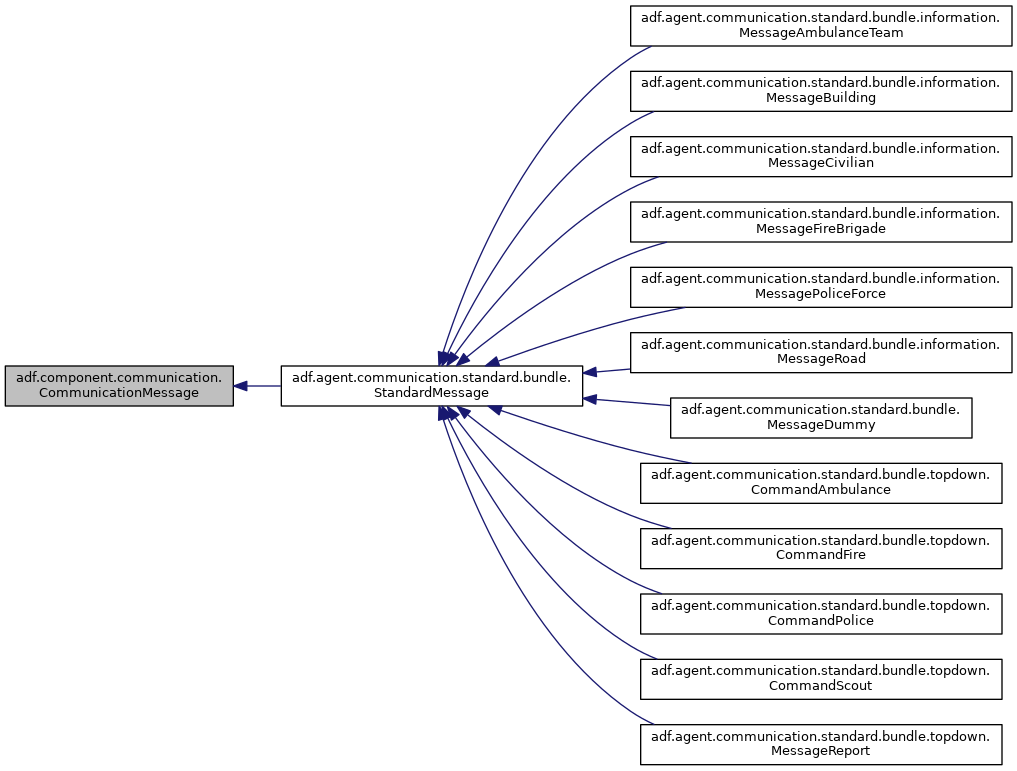 adf.component.communication.
CommunicationMessage
adf.agent.communication.standard.bundle.
StandardMessage
adf.agent.communication.standard.bundle.information.
MessageAmbulanceTeam
adf.agent.communication.standard.bundle.information.
MessageBuilding
adf.agent.communication.standard.bundle.information.
MessageCivilian
adf.agent.communication.standard.bundle.information.
MessageFireBrigade
adf.agent.communication.standard.bundle.information.
MessagePoliceForce
adf.agent.communication.standard.bundle.information.
MessageRoad
adf.agent.communication.standard.bundle.
MessageDummy
adf.agent.communication.standard.bundle.topdown.
CommandAmbulance
adf.agent.communication.standard.bundle.topdown.
CommandFire
adf.agent.communication.standard.bundle.topdown.
CommandPolice
adf.agent.communication.standard.bundle.topdown.
CommandScout
adf.agent.communication.standard.bundle.topdown.
MessageReport